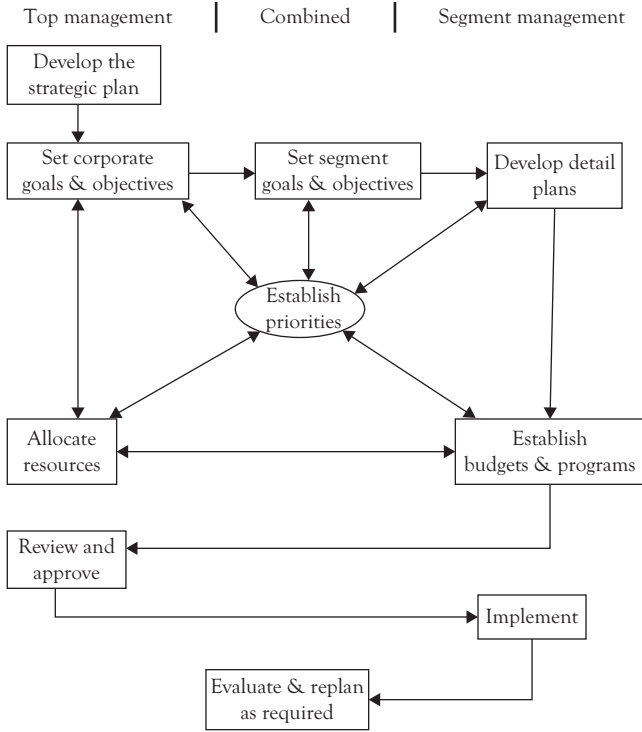 Top management
Combined
Segment management
Develop the
strategic plan
Set corporate
goals & objectives
Set segment
goals & objectives
Develop detail
plans
Establish
priorities
Allocate
resources
Establish
budgets & programs
Review and
approve
Implement
Evaluate & replan
as required